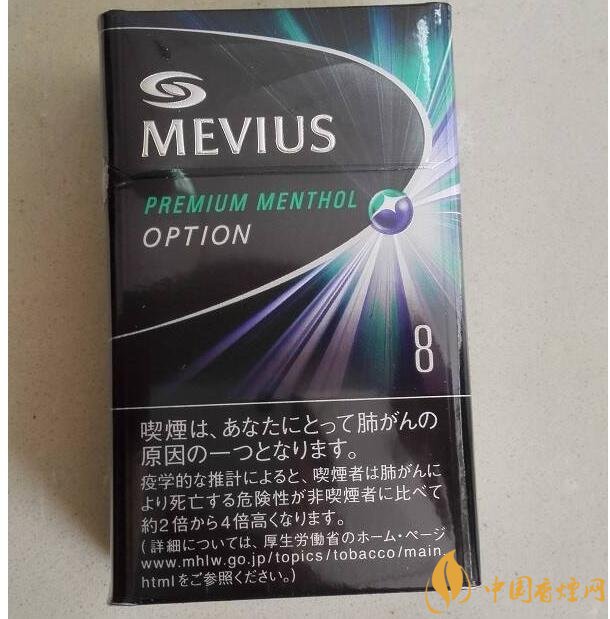 MEVIUS
PREMIUM MENTHOL
OPTION
8
喫煙は、あなたにとって肺がんの
原因の一つとなります。
疫学的な推計によると、喫煙者は肺がんに
より死亡する危険性が非喫煙者に比べて
約2倍から4倍高くなります。
(詳細については、厚生労働省のホーム・ページ
www.mhlw.go.jp/topics/tobacco/main.
htmlをご参照ください。)
中国香烟网